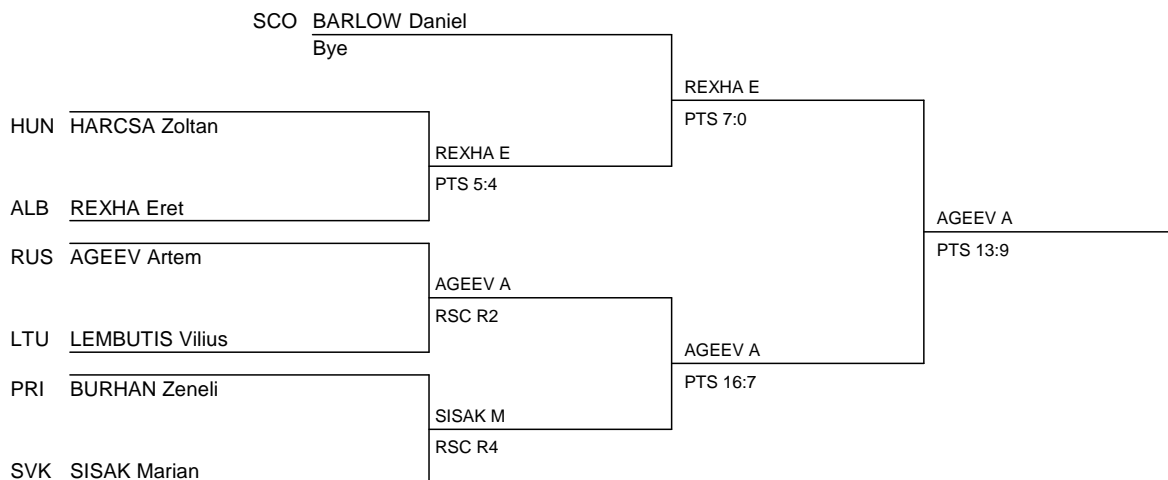 SCO BARLOW Daniel
Bye
REXHA E
PTS 7:0
HUN HARCSA Zoltan
REXHA E
PTS 5:4
ALB REXHA Eret
AGEEV A
PTS 13:9
RUS AGEEV Artem
AGEEV A
RSC R2
LTU LEMBUTIS Vilius
AGEEV A
PTS 16:7
PRI BURHAN Zeneli
SISAK M
RSC R4
SVK SISAK Marian